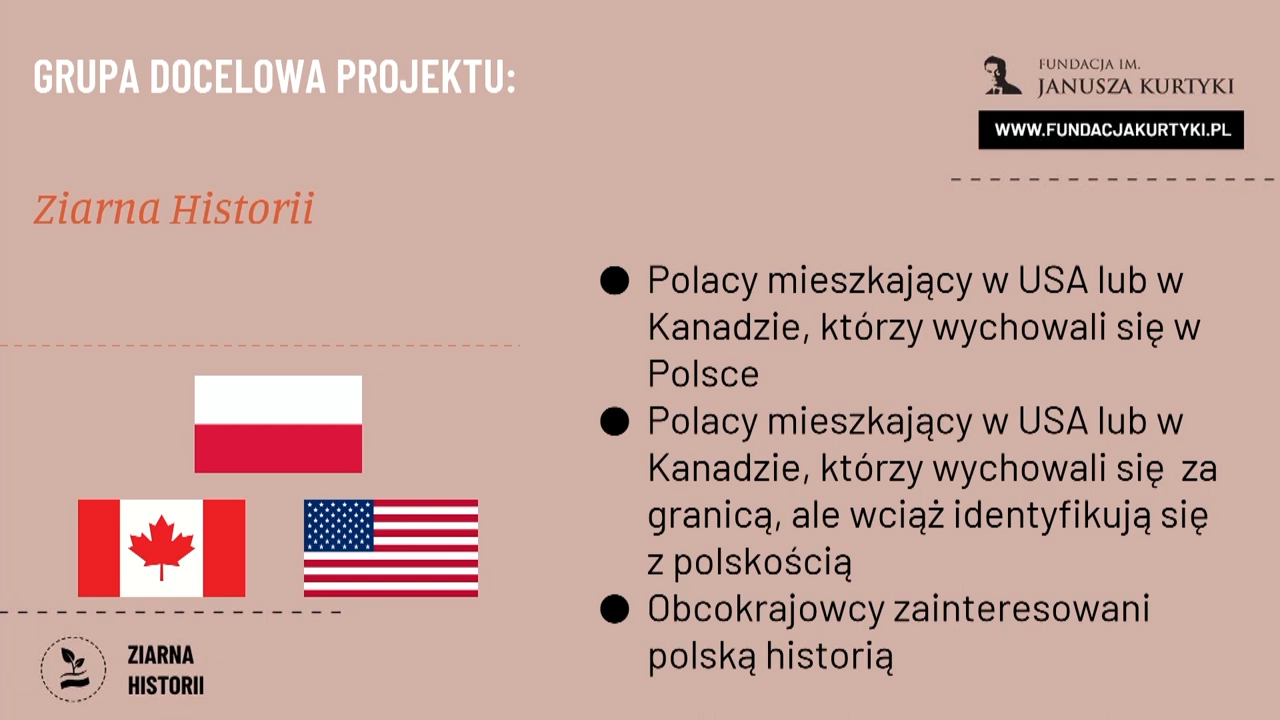 GRUPA DOCELOWA PROJEKTU:
FUNDACJA IM.
JANUSZA KURTYKI
WWW.FUNDACJAKURTYKI.PL
Ziarna Historii
● Polacy mieszkający w USA lub w
Kanadzie, którzy wychowali się w
Polsce
● Polacy mieszkający w USA lub w
Kanadzie, którzy wychowali się za
granicą, ale wciąż identyfikują się
z polskością
● Obcokrajowcy zainteresowani
polską historią
ZIARNA
HISTORII